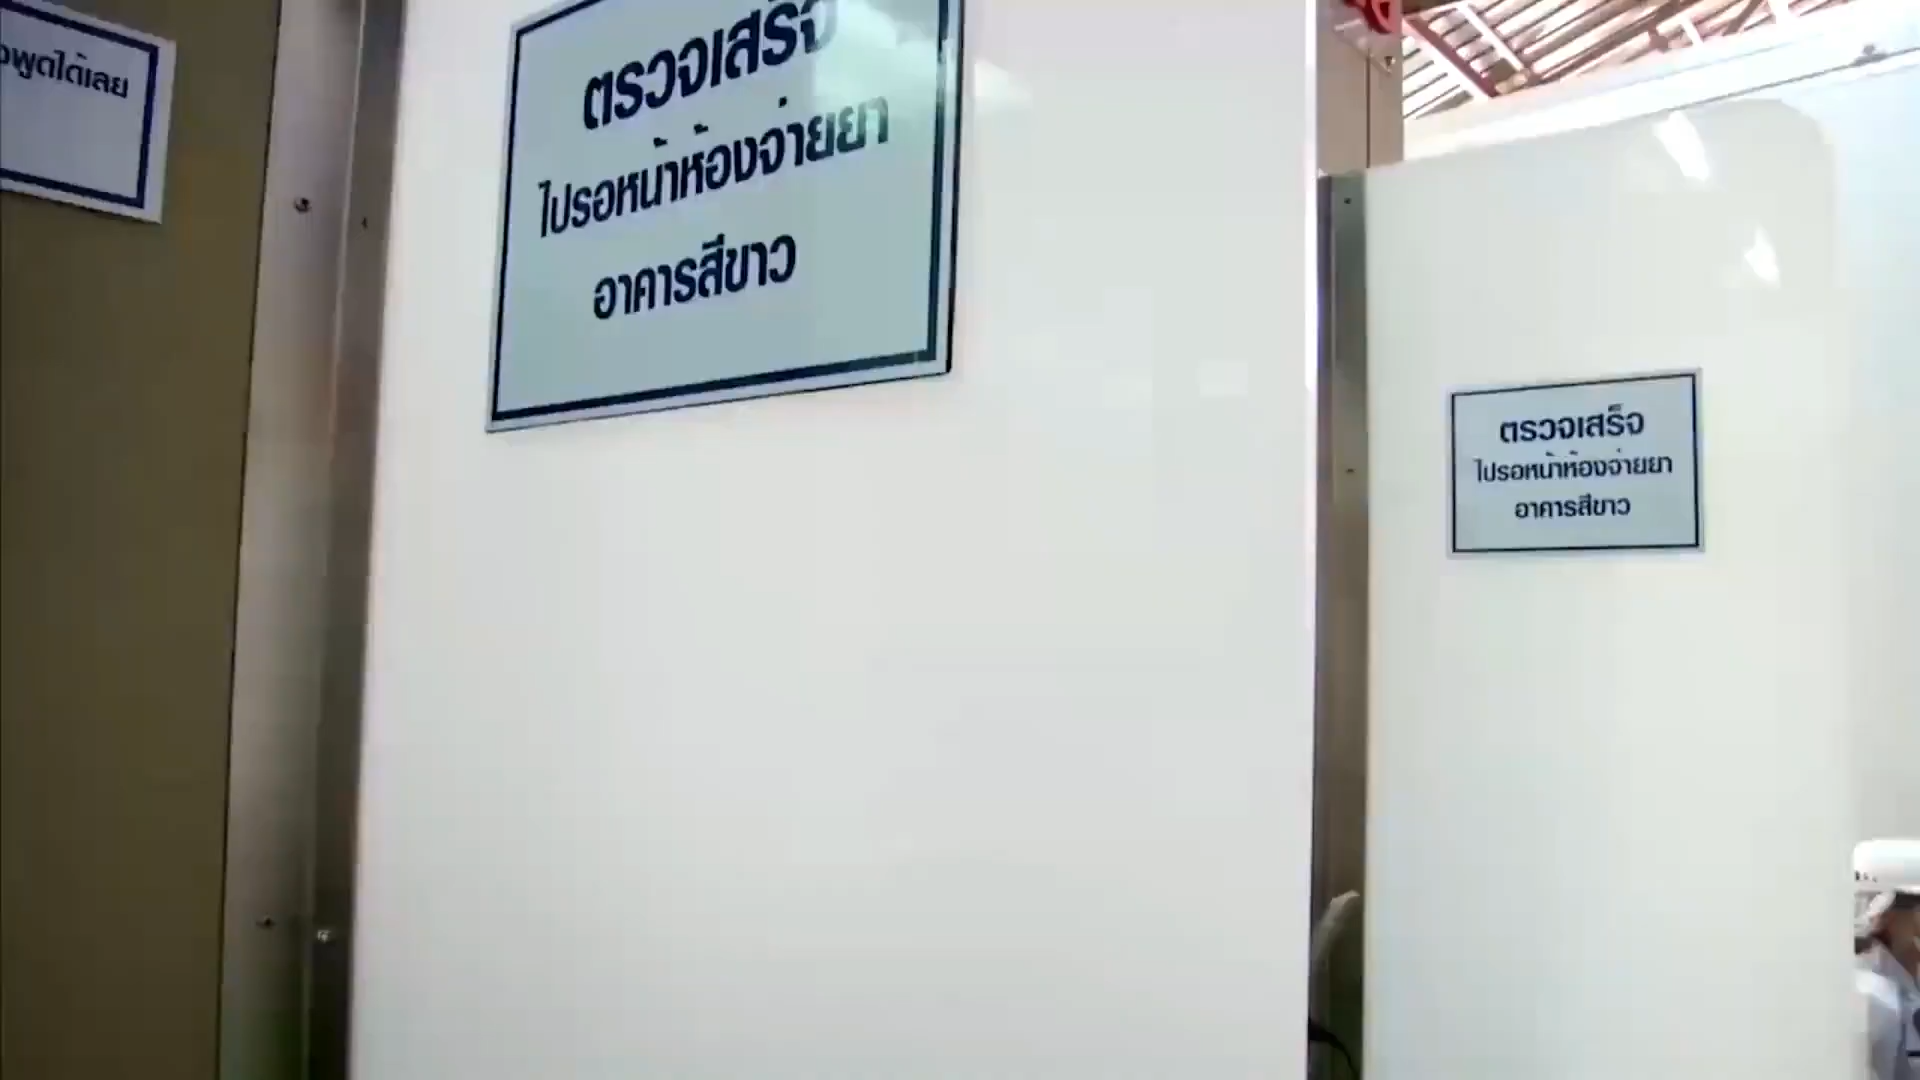 พูดได้เลย
ตรวจเสร็จ
ไปรอหน้าห้องจ่ายยา
อาคารสีขาว
ตรวจเสร็จ
ไปรอหน้าห้องจ่ายยา
อาคารสีขาว